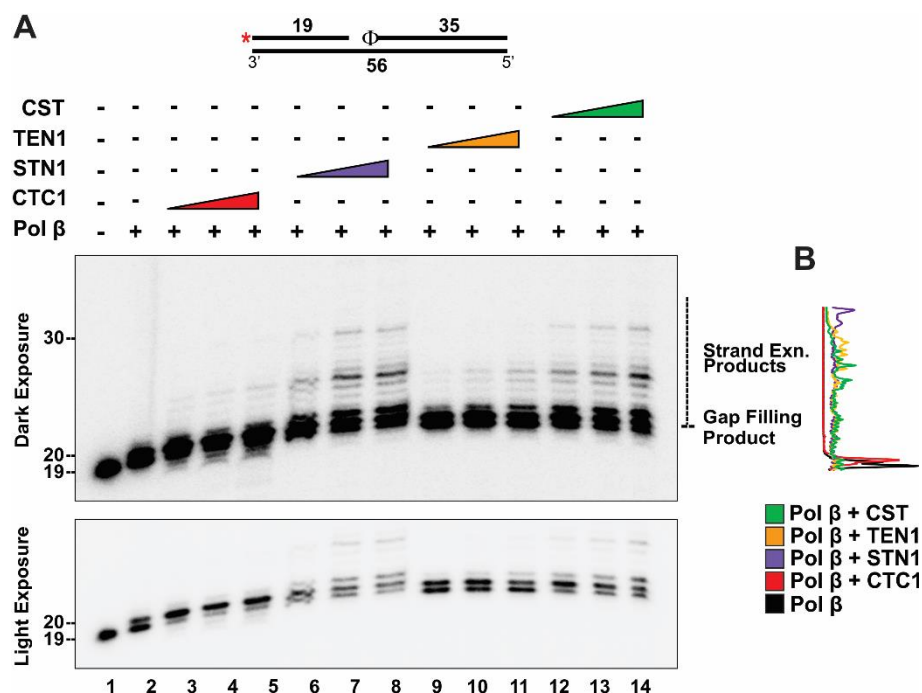 A
* 19 Φ 35
3' 56 5'
CST - - - - - - - - - - -
TEN1 - - - - - - - - - - -
STN1 - - - - - - - - - - -
CTC1 - - - - - - - - - - -
Pol β - + + + + + + + + + + + + +
B
Dark Exposure
30
20
19
Strand Exn.
Products
Gap Filling
Product
Light Exposure
20
19
1 2 3 4 5 6 7 8 9 10 11 12 13 14
Pol β + CST
Pol β + TEN1
Pol β + STN1
Pol β + CTC1
Pol β